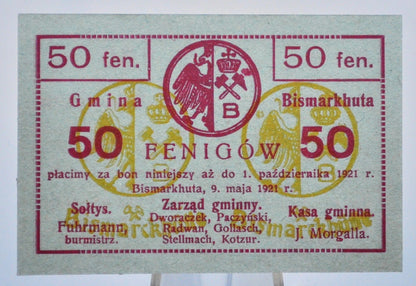 50 fen. 50 fen.
B
Gmina Bismarkhuta
50 FENIGÓW 50
płacimy za bon niniejszy aż do 1. października 1921 r.
Bismarkhuta, 9. maja 1921 r.
Sołtys. Zarząd gminny. Kasa gminna.
Fuhrmann, Dworaczek, Paczyński, J. Morgalla.
burmistrz. Radwan, Gollasch,
Stellmach, Kotzur.